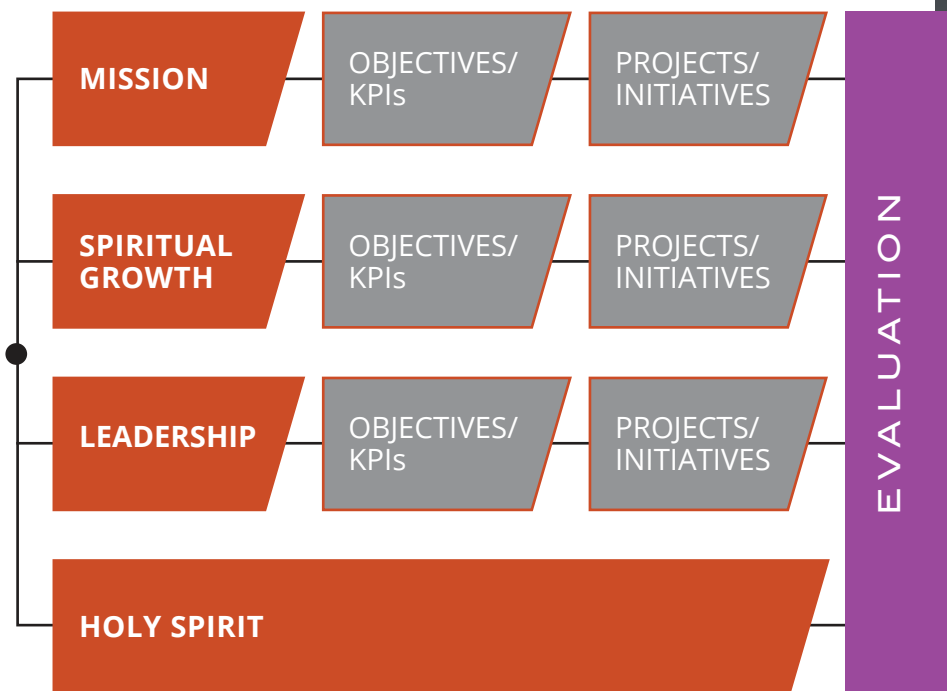 MISSION
OBJECTIVES/
KPIs
PROJECTS/
INITIATIVES
SPIRITUAL
GROWTH
OBJECTIVES/
KPIs
PROJECTS/
INITIATIVES
LEADERSHIP
OBJECTIVES/
KPIs
PROJECTS/
INITIATIVES
HOLY SPIRIT
EVALUATION